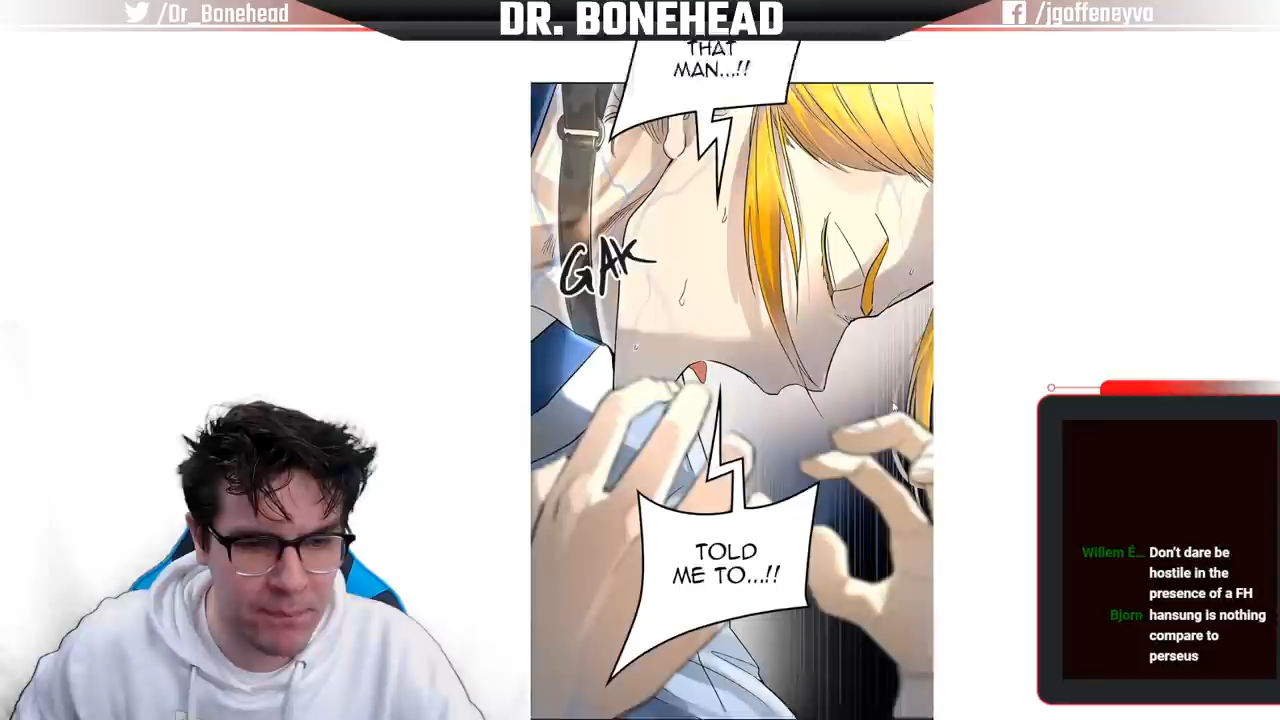 /Dr_Bonehead
DR. BONEHEAD
/jgoffeneyva
THAT
MAN...!!
GAK
TOLD
ME TO...!!
Willem É... Don't dare be
hostile in the
presence of a FH
Bjorn hansung is nothing
compare to
perseus